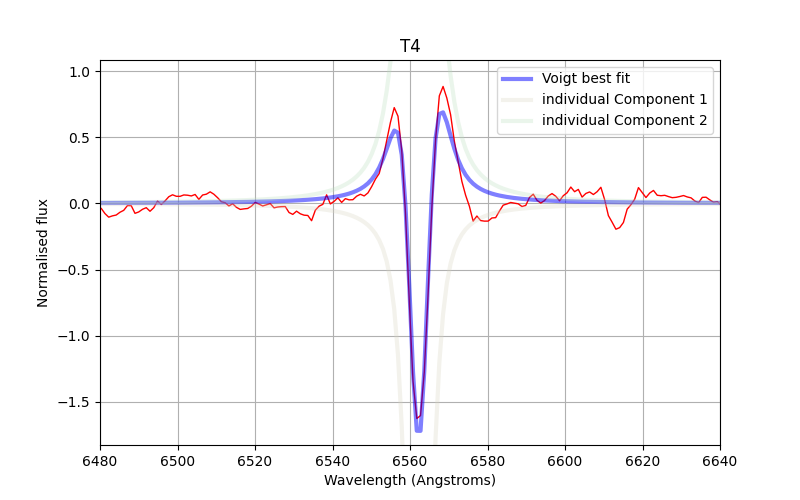 T4
Voigt best fit
individual Component 1
individual Component 2
1.0
0.5
0.0
−0.5
−1.0
−1.5
Normalised flux
6480 6500 6520 6540 6560 6580 6600 6620 6640
Wavelength (Angstroms)